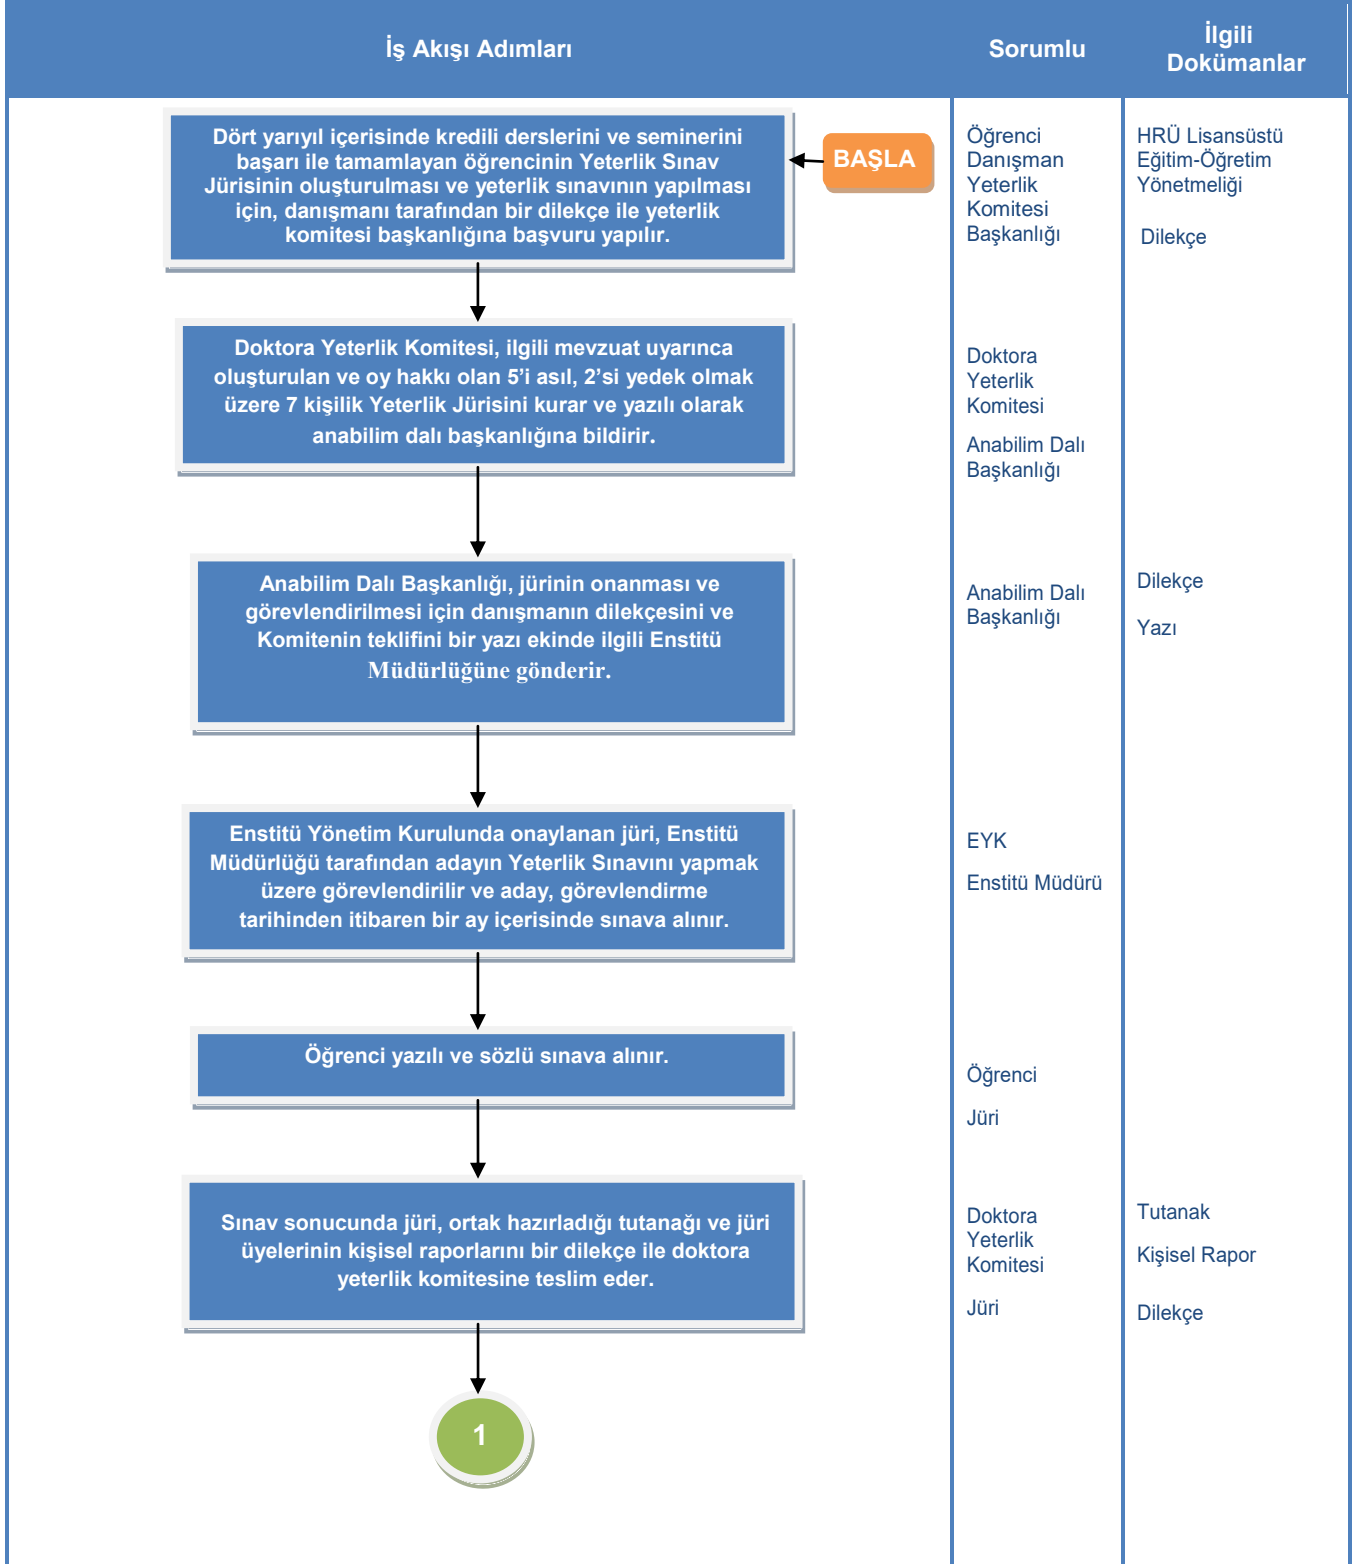 İş Akışı Adımları
Sorumlu
İlgili
Dokümanlar
Dört yarıyıl içerisinde kredili derslerini ve seminerini
başarı ile tamamlayan öğrencinin Yeterlik Sınav
Jürisinin oluşturulması ve yeterlik sınavının yapılması
için, danışmanı tarafından bir dilekçe ile yeterlik
komitesi başkanlığına başvuru yapılır.
BAŞLA
Öğrenci
Danışman
Yeterlik
Komitesi
Başkanlığı
HRÜ Lisansüstü
Eğitim-Öğretim
Yönetmeliği
Dilekçe
Doktora Yeterlik Komitesi, ilgili mevzuat uyarınca
oluşturulan ve oy hakkı olan 5’i asıl, 2’si yedek olmak
üzere 7 kişilik Yeterlik Jürisini kurar ve yazılı olarak
anabilim dalı başkanlığına bildirir.
Doktora
Yeterlik
Komitesi
Anabilim Dalı
Başkanlığı
Anabilim Dalı Başkanlığı, jürinin onanması ve
görevlendirilmesi için danışmanın dilekçesini ve
Komitenin teklifini bir yazı ekinde ilgili Enstitü
Müdürlüğüne gönderir.
Anabilim Dalı
Başkanlığı
Dilekçe
Yazı
Enstitü Yönetim Kurulunda onaylanan jüri, Enstitü
Müdürlüğü tarafından adayın Yeterlik Sınavını yapmak
üzere görevlendirilir ve aday, görevlendirme
tarihinden itibaren bir ay içerisinde sınava alınır.
EYK
Enstitü Müdürü
Öğrenci yazılı ve sözlü sınava alınır.
Öğrenci
Jüri
Sınav sonucunda jüri, ortak hazırladığı tutanağı ve jüri
üyelerinin kişisel raporlarını bir dilekçe ile doktora
yeterlik komitesine teslim eder.
Doktora
Yeterlik
Komitesi
Jüri
Tutanak
Kişisel Rapor
Dilekçe
1